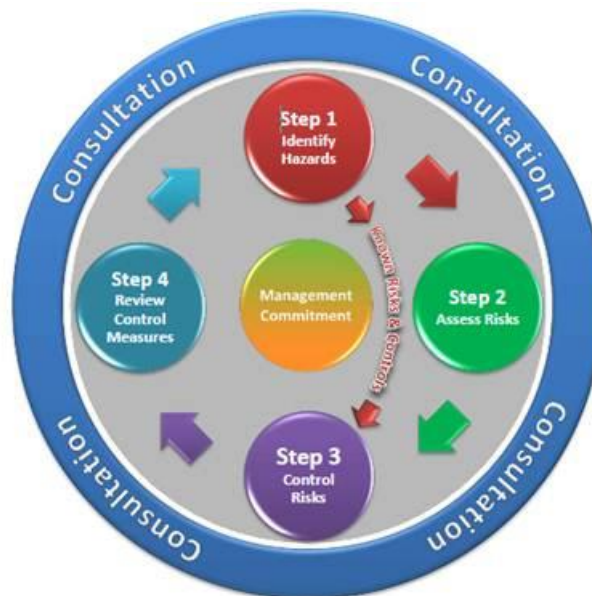 Consultation
Consultation
Step 1
Identify
Hazards
Known Risks & Controls
Step 4
Review
Control
Measures
Management
Commitment
Step 2
Assess Risks
Step 3
Control
Risks
Consultation
Consultation